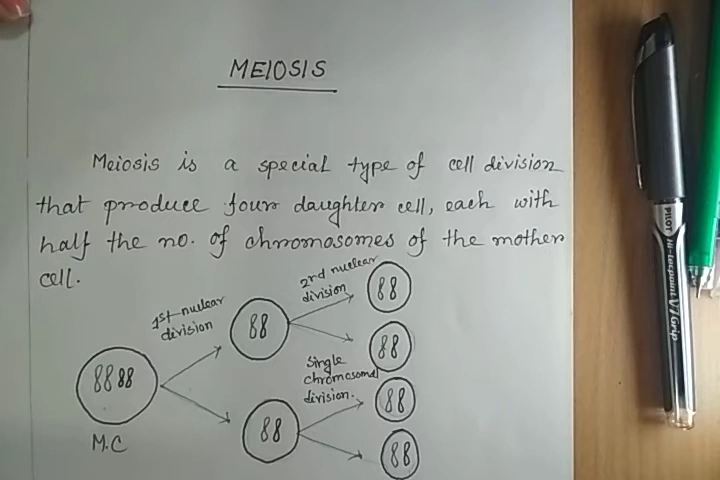 MEIOSIS
Meiosis is a special type of cell division
that produce four daughter cell, each with
half the no. of chromosomes of the mother
cell.
1st nuclear
division
2nd nuclear
division
88
88
88
single
chromosomal
division.
8888
88
88
88
M.C
PILOT Hi-tecpoint V7 Grip